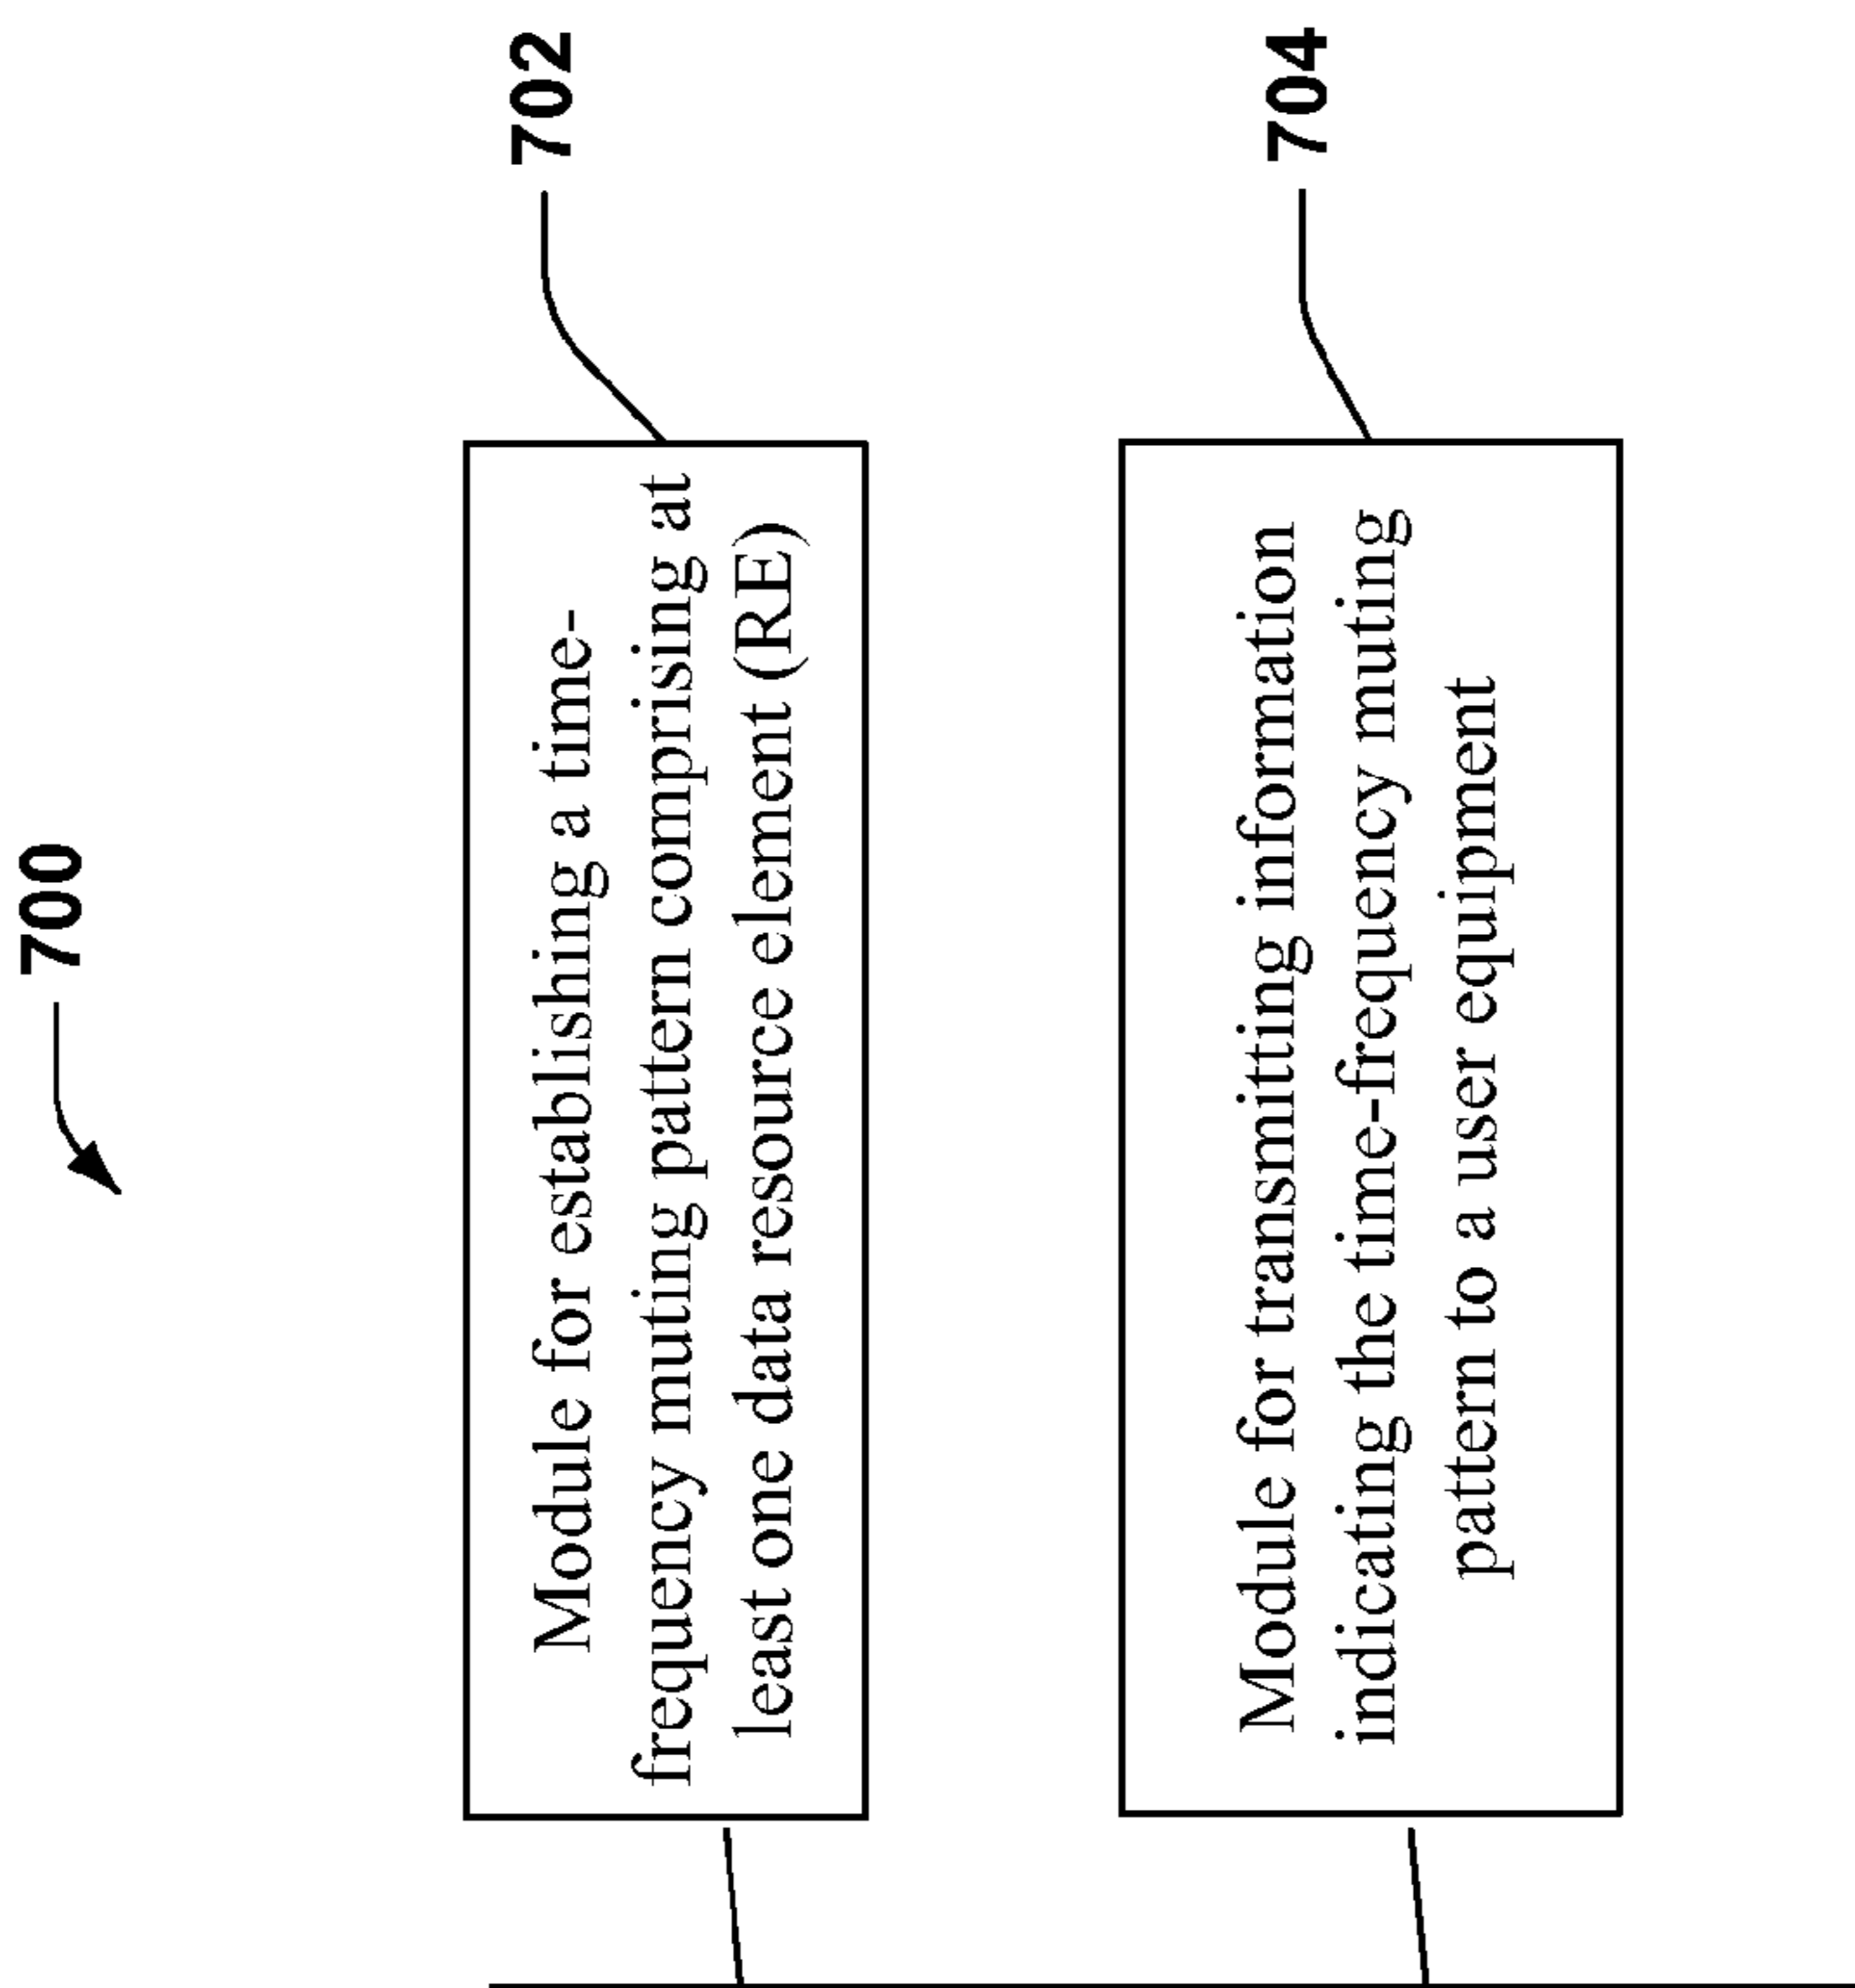 700
702
Module for establishing a time-
frequency muting pattern comprising at
least one data resource element (RE)
704
Module for transmitting information
indicating the time-frequency muting
pattern to a user equipment